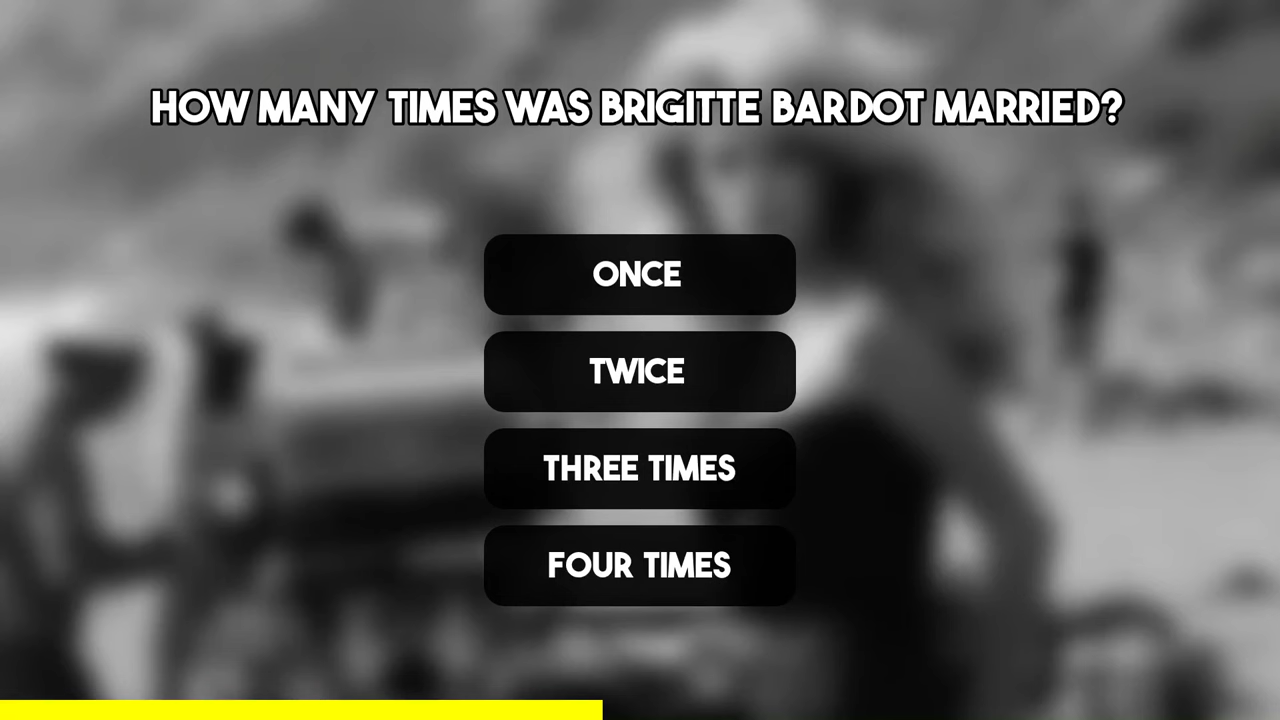 HOW MANY TIMES WAS BRIGITTE BARDOT MARRIED?
ONCE
TWICE
THREE TIMES
FOUR TIMES